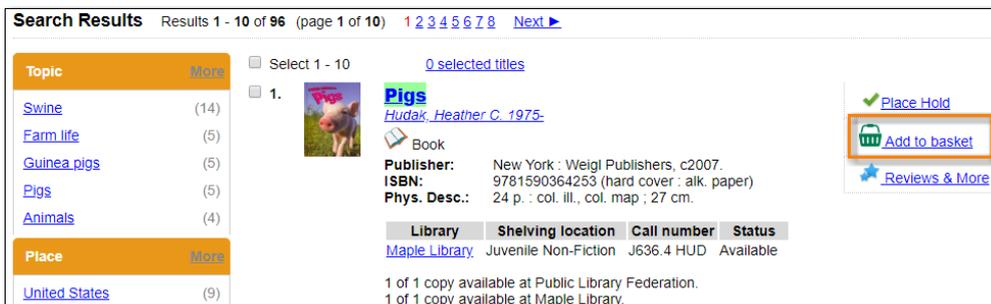 Search Results Results 1 - 10 of 96 (page 1 of 10) 1 2 3 4 5 6 7 8 Next ►
Topic More
Swine (14)
Farm life (5)
Guinea pigs (5)
Pigs (5)
Animals (4)
Place More
United States (9)
Select 1 - 10 0 selected titles
1.
Pigs
Pigs
Hudak, Heather C. 1975-
Book
Publisher: New York : Weigl Publishers, c2007.
ISBN: 9781590364253 (hard cover : alk. paper)
Phys. Desc.: 24 p. : col. ill., col. map ; 27 cm.
Library Shelving location Call number Status
Maple Library Juvenile Non-Fiction J636.4 HUD Available
1 of 1 copy available at Public Library Federation.
1 of 1 copy available at Maple Library.
Place Hold
Add to basket
Reviews & More